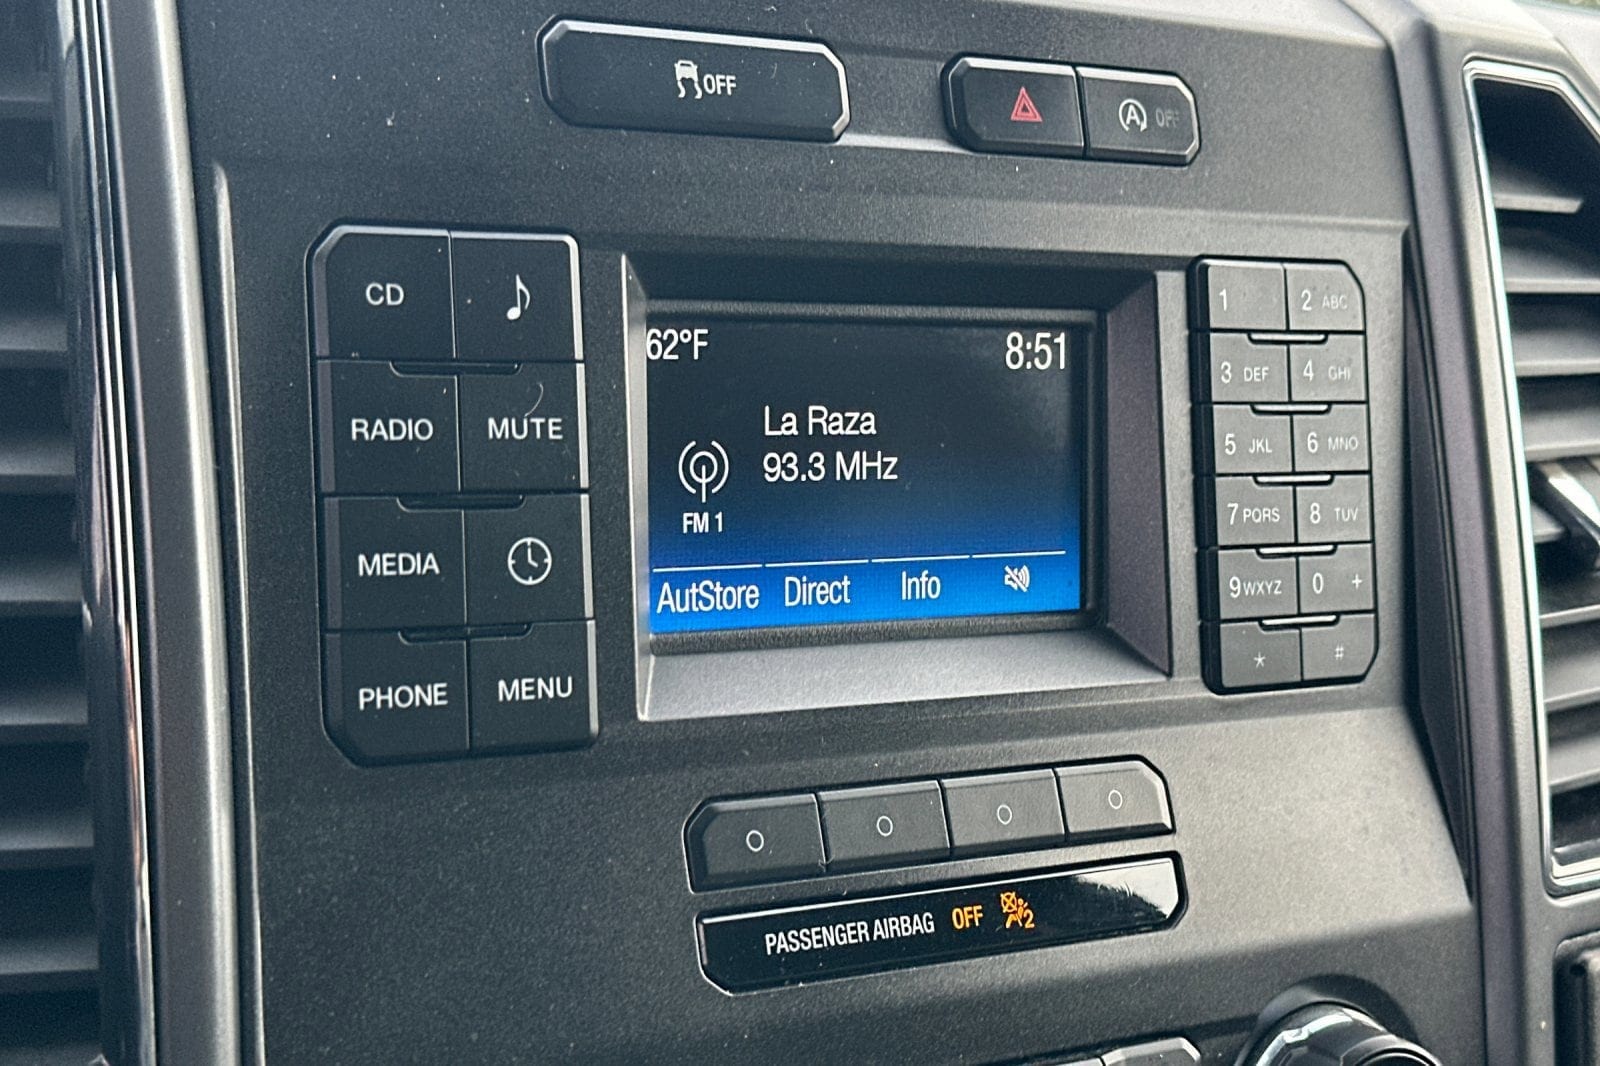 OFF
A OFF
CD
RADIO
MUTE
MEDIA
PHONE
MENU
62°F
8:51
La Raza
93.3 MHz
FM 1
AutStore
Direct
Info
1
2 ABC
3 DEF
4 GHI
5 JKL
6 MNO
7 PQRS
8 TUV
9 WXYZ
0 +
*
#
PASSENGER AIRBAG OFF 2